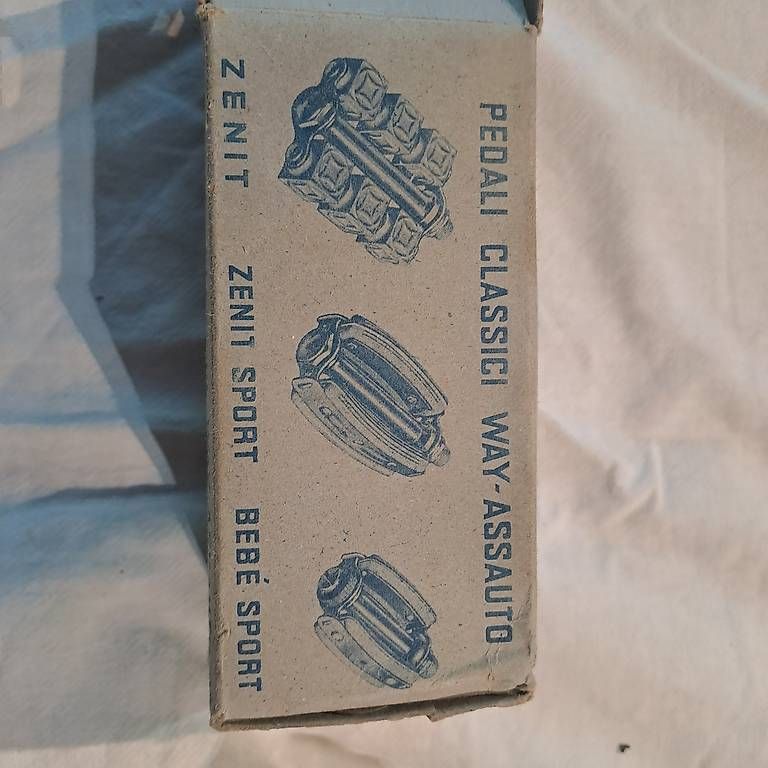 PEDALI CLASSICI WAY-ASSAUTO
ZENIT
ZENIT SPORT
BEBÉ SPORT